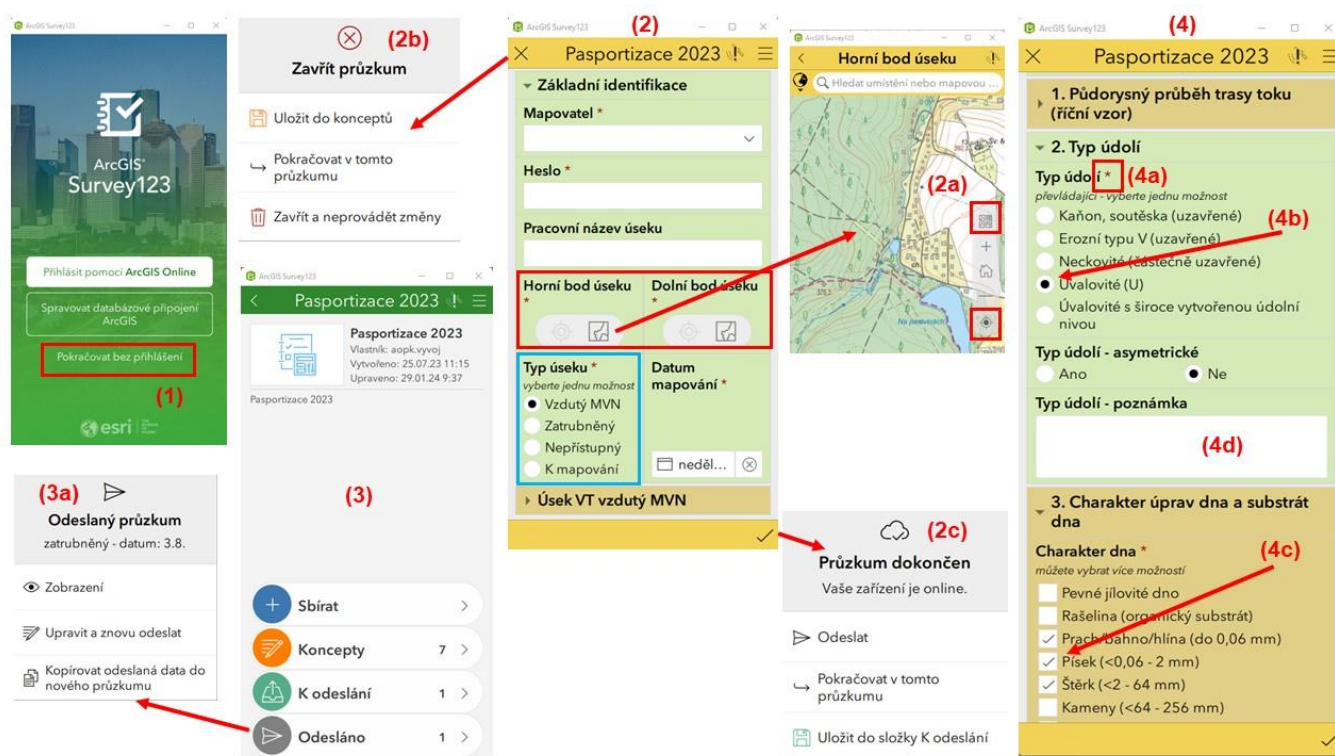 ArcGIS Survey123
ArcGIS®
Survey123
Přihlásit pomocí ArcGIS Online
Spravovat databázové připojení
ArcGIS
Pokračovat bez přihlášení
(1)
esri
(2b)
Zavřít průzkum
Uložit do konceptů
Pokračovat v tomto
průzkumu
Zavřít a neprovádět změny
(3a)
Odeslaný průzkum
zatrubněný - datum: 3.8.
Zobrazení
Upravit a znovu odeslat
Kopírovat odeslaná data do
nového průzkumu
ArcGIS Survey123
Pasportizace 2023
Pasportizace 2023
Vlastník: aopk.vyvoj
Vytvořeno: 25.07.23 11:15
Upraveno: 29.01.24 9:37
Pasportizace 2023
(3)
Sbírat
Koncepty 7
K odeslání 1
Odesláno 1
ArcGIS Survey123
(2)
Pasportizace 2023
Základní identifikace
Mapovatel *
Heslo *
Pracovní název úseku
Horní bod úseku
*
Dolní bod úseku
*
Typ úseku *
vyberte jednu možnost
Vzdutý MVN
Zatrubněný
Nepřístupný
K mapování
Datum
mapování *
neděl...
Úsek VT vzdutý MVN
ArcGIS Survey123
Horní bod úseku
Hledat umístění nebo mapovou ...
(2a)
(2c)
Průzkum dokončen
Vaše zařízení je online.
Odeslat
Pokračovat v tomto
průzkumu
Uložit do složky K odeslání
ArcGIS Survey123
(4)
Pasportizace 2023
1. Půdorysný průběh trasy toku
(říční vzor)
2. Typ údolí
Typ údolí * (4a)
převládající - vyberte jednu možnost
Kaňon, soutěska (uzavřené)
(4b)
Erozní typu V (uzavřené)
Neckovité (částečně uzavřené)
Úvalovité (U)
Úvalovité s široce vytvořenou údolní
nivou
Typ údolí - asymetrické
Ano Ne
Typ údolí - poznámka
(4d)
3. Charakter úprav dna a substrát
dna
Charakter dna *
(4c)
můžete vybrat více možností
Pevné jílovité dno
Rašelina (organický substrát)
Prach/bahno/hlína (do 0,06 mm)
Písek (<0,06 - 2 mm)
Štěrk (<2 - 64 mm)
Kameny (<64 - 256 mm)